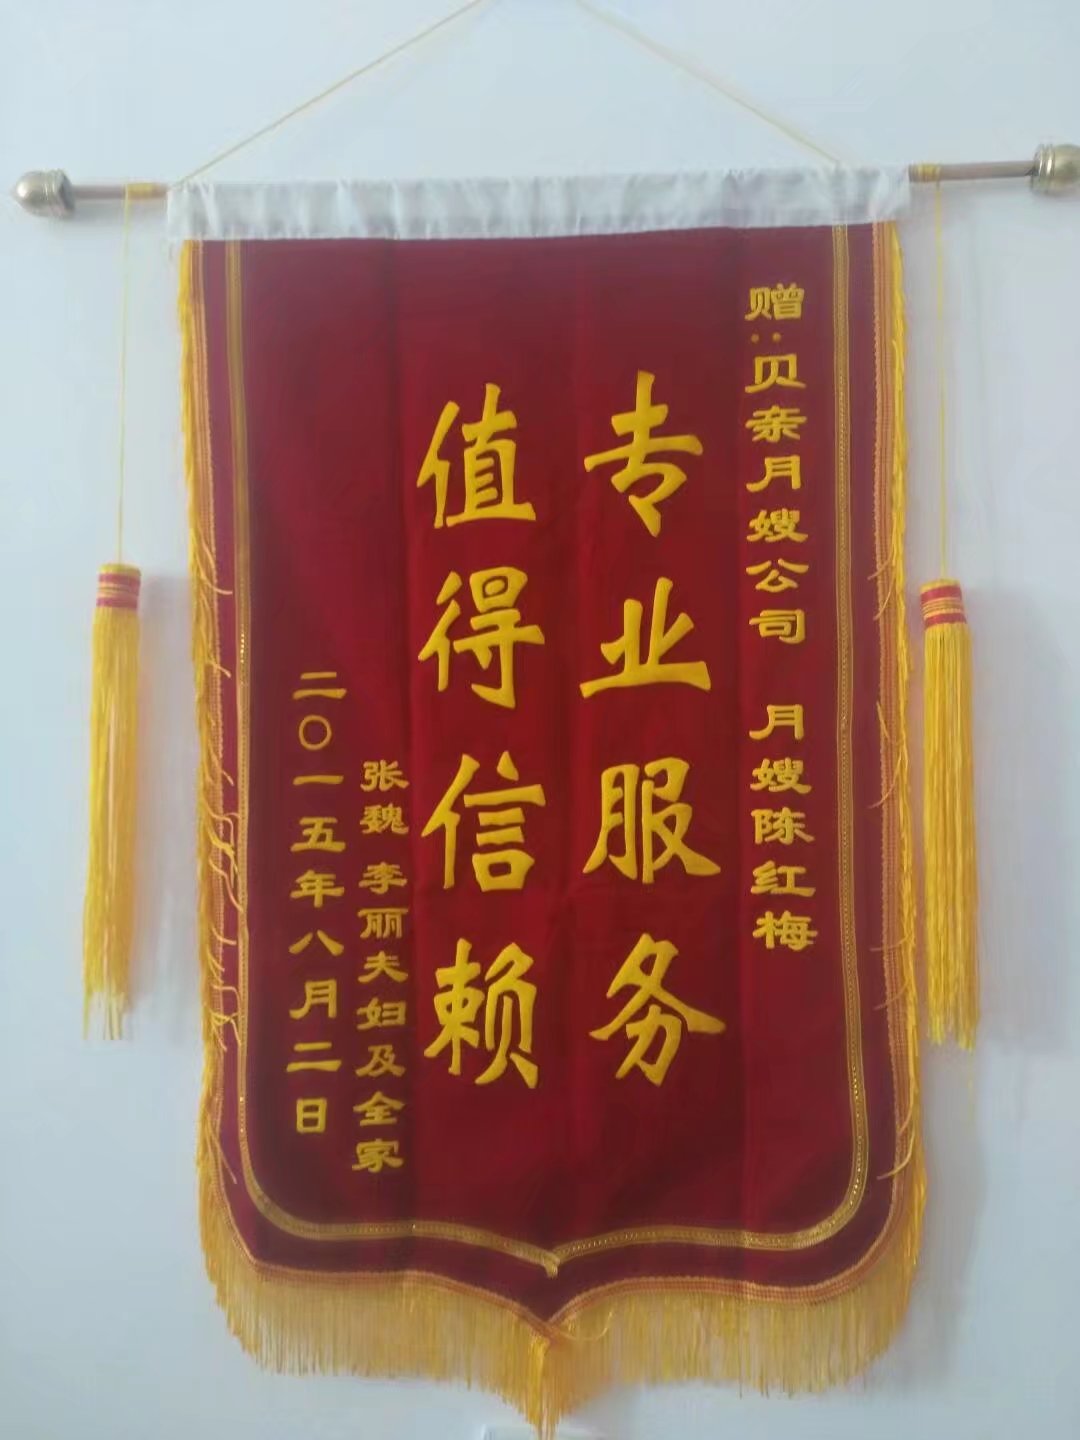 赠:贝亲月嫂公司 月嫂陈红梅
专业服务
值得信赖
张魏 李丽夫妇及全家
二〇一五年八月二日